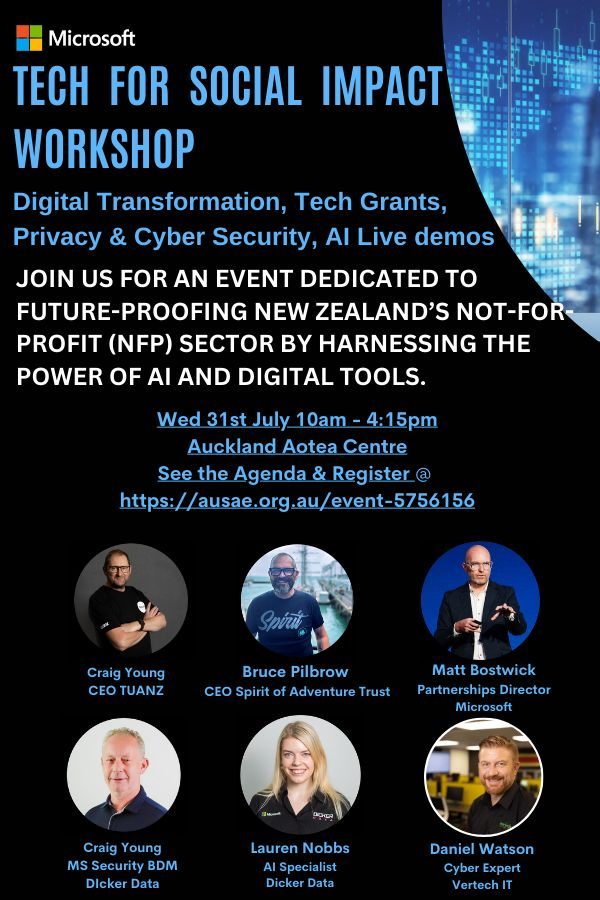 Microsoft
TECH FOR SOCIAL IMPACT
WORKSHOP
Digital Transformation, Tech Grants,
Privacy & Cyber Security, AI Live demos
JOIN US FOR AN EVENT DEDICATED TO
FUTURE-PROOFING NEW ZEALAND’S NOT-FOR-
PROFIT (NFP) SECTOR BY HARNESSING THE
POWER OF AI AND DIGITAL TOOLS.
Wed 31st July 10am - 4:15pm
Auckland Aotea Centre
See the Agenda & Register @
https://ausae.org.au/event-5756156
Spirit
Craig Young
CEO TUANZ
Bruce Pilbrow
CEO Spirit of Adventure Trust
Matt Bostwick
Partnerships Director
Microsoft
Microsoft
DICKER
DATA
Craig Young
MS Security BDM
DIcker Data
Lauren Nobbs
AI Specialist
Dicker Data
Daniel Watson
Cyber Expert
Vertech IT